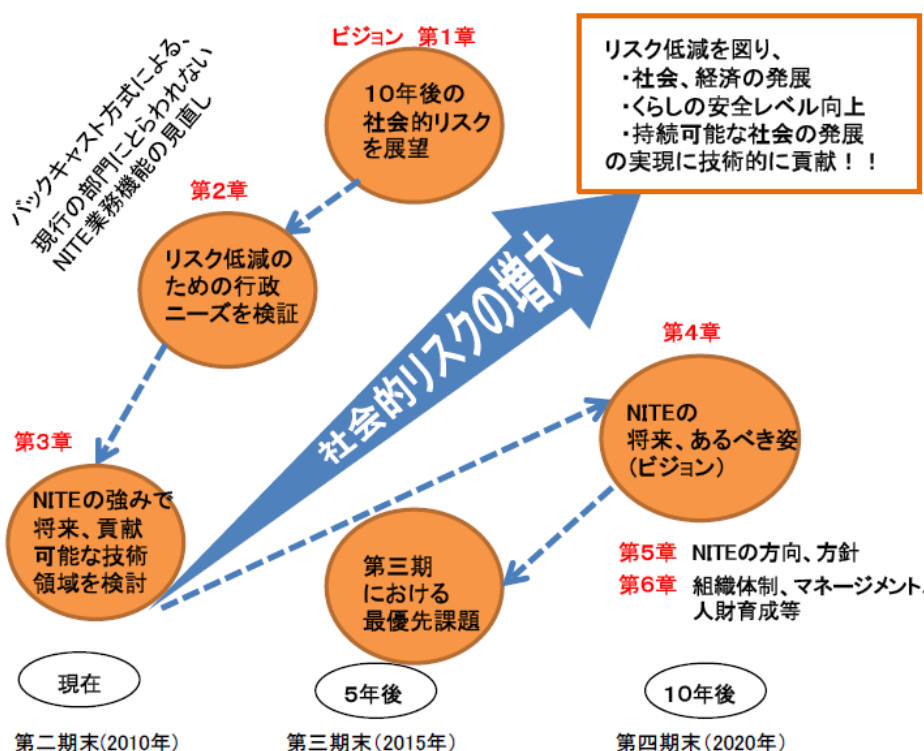 バックキャスト方式による、
現行の部門にとらわれない
NITE業務機能の見直し
ビジョン 第1章
10年後の
社会的リスク
を展望
リスク低減を図り、
・社会、経済の発展
・くらしの安全レベル向上
・持続可能な社会の発展
の実現に技術的に貢献！！
第2章
リスク低減の
ための行政
ニーズを検証
社会的リスクの増大
第3章
NITEの強みで
将来、貢献
可能な技術
領域を検討
第4章
NITEの
将来、あるべき姿
(ビジョン)
第三期
における
最優先課題
第5章 NITEの方向、方針
第6章 組織体制、マネージメント、
人財育成等
現在
5年後
10年後
第二期末(2010年)
第三期末(2015年)
第四期末(2020年)